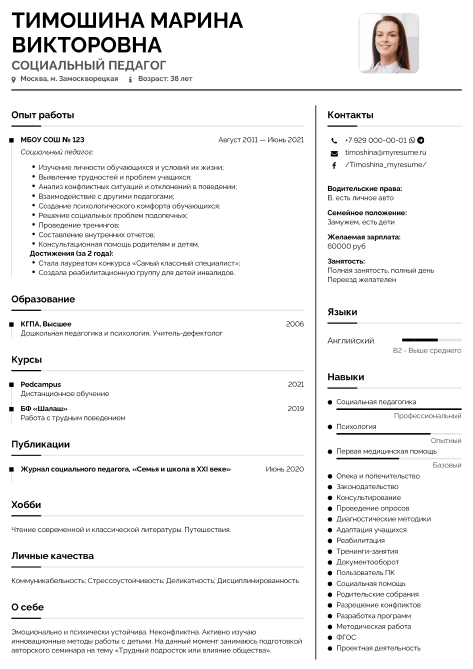 ТИМОШИНА МАРИНА
ВИКТОРОВНА
СОЦИАЛЬНЫЙ ПЕДАГОГ
Москва, м. Замоскворецкая Возраст: 38 лет
Опыт работы
МБОУ СОШ № 123 Август 2011 — Июнь 2021
Социальный педагог:
Изучение личности обучающихся и условий их жизни;
Выявление трудностей и проблем учащихся;
Анализ конфликтных ситуаций и отклонений в поведении;
Взаимодействие с другими педагогами;
Создание психологического комфорта обучающихся;
Решение социальных проблем подопечных;
Проведение тренингов;
Составление внутренних отчетов;
Консультационная помощь родителям и детям.
Достижения (за 2 года):
Стала лауреатом конкурса «Самый классный специалист»;
Создала реабилитационную группу для детей инвалидов.
Образование
КГПА, Высшее 2006
Дошкольная педагогика и психология, Учитель-дефектолог
Курсы
Pedcampus 2021
Дистанционное обучение
БФ «Шалаш» 2019
Работа с трудным поведением
Публикации
Журнал социального педагога, «Семья и школа в XXI веке» Июнь 2020
Хобби
Чтение современной и классической литературы. Путешествия.
Личные качества
Коммуникабельность; Стрессоустойчивость; Деликатность; Дисциплинированность
О себе
Эмоционально и психически устойчива. Неконфликтна. Активно изучаю
инновационные методы работы с детьми. На данный момент занимаюсь подготовкой
авторского семинара на тему «Трудный подросток или влияние общества».
Контакты
+7 929 000-00-01
timoshina@myresume.ru
/Timoshina_myresume/
Водительские права:
B, есть личное авто
Семейное положение:
Замужем, есть дети
Желаемая зарплата:
60000 руб
Занятость:
Полная занятость, полный день
Переезд желателен
Языки
Английский
B2 - Выше среднего
Навыки
Социальная педагогика
Профессиональный
Психология
Опытный
Первая медицинская помощь
Базовый
Опека и попечительство
Законодательство
Консультирование
Проведение опросов
Диагностические методики
Адаптация учащихся
Реабилитация
Тренинги-занятия
Документооборот
Пользователь ПК
Социальная помощь
Родительские собрания
Разрешение конфликтов
Разработка программ
Методическая работа
ФГОС
Проектная деятельность